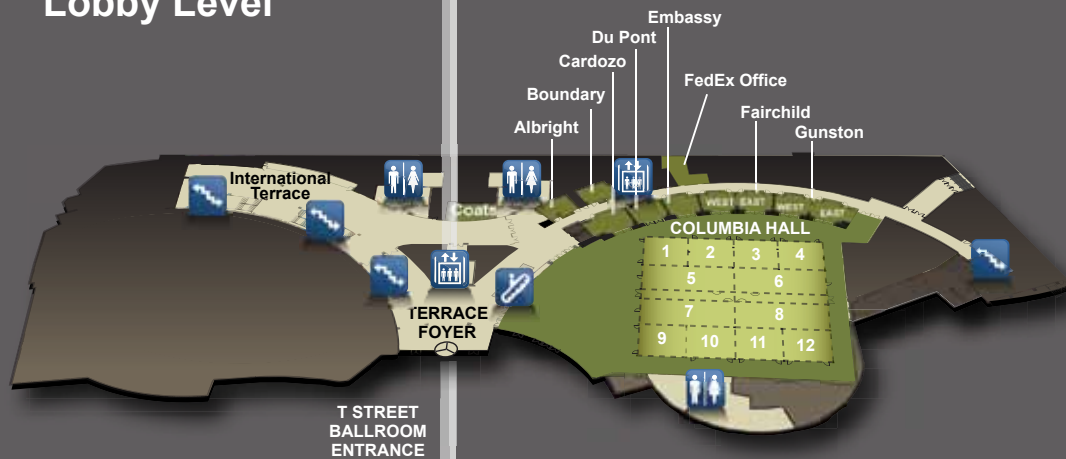 Lobby Level
Embassy
Du Pont
Cardozo
FedEx Office
Boundary
Fairchild
Albright
Gunston
International
Terrace
Coats
WEST EAST
WEST
EAST
COLUMBIA HALL
1 2 3 4
5 6
7 8
9 10 11 12
TERRACE
FOYER
T STREET
BALLROOM
ENTRANCE